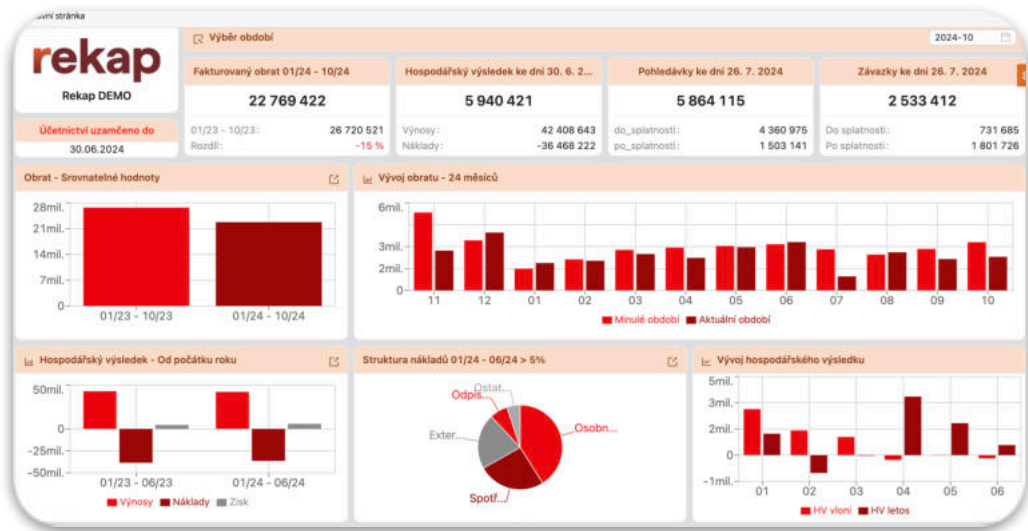 stránka
rekap
Rekap DEMO
Účetnictví uzamčeno do
30.06.2024
Výběr období
2024-10
Fakturovaný obrat 01/24 - 10/24
22 769 422
01/23 - 10/23: 26 720 521
Rozdíl: -15 %
Hospodářský výsledek ke dni 30. 6. 2...
5 940 421
Výnosy: 42 408 643
Náklady: -36 468 222
Pohledávky ke dni 26. 7. 2024
5 864 115
do_splatnosti: 4 360 975
po_splatnosti: 1 503 141
Závazky ke dni 26. 7. 2024
2 533 412
Do splatnosti: 731 685
Po splatnosti: 1 801 726
Obrat - Srovnatelné hodnoty
28mil.
21mil.
14mil.
7mil.
0
01/23 - 10/23 01/24 - 10/24
Vývoj obratu - 24 měsíců
6mil.
3mil.
2mil.
0
11 12 01 02 03 04 05 06 07 08 09 10
Minulé období Aktuální období
Hospodářský výsledek - Od počátku roku
50mil.
0
-25mil.
-50mil.
01/23 - 06/23 01/24 - 06/24
Výnosy Náklady Zisk
Struktura nákladů 01/24 - 06/24 > 5%
Ostat...
Odpis...
Osobn...
Exter...
Spotř...
Vývoj hospodářského výsledku
5mil.
3mil.
2mil.
0
-1mil.
01 02 03 04 05 06
HV vloni HV letos